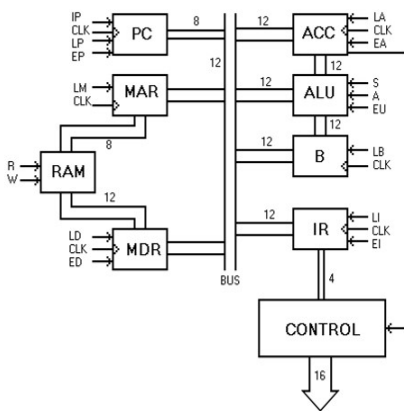 IP
CLK
LP
EP
PC
8
12
12
ACC
LA
CLK
EA
12
LM
CLK
MAR
12
ALU
S
A
EU
8
12
R
W
RAM
12
B
LB
CLK
12
LD
CLK
ED
MDR
12
IR
LI
CLK
EI
BUS
4
CONTROL
16